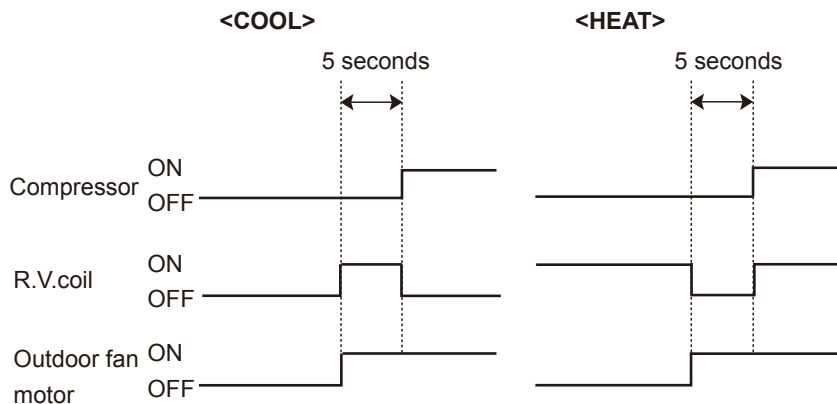 <COOL> <HEAT>
5 seconds 5 seconds
ON
Compressor
OFF
ON
R.V.coil
OFF
Outdoor fan ON
motor OFF